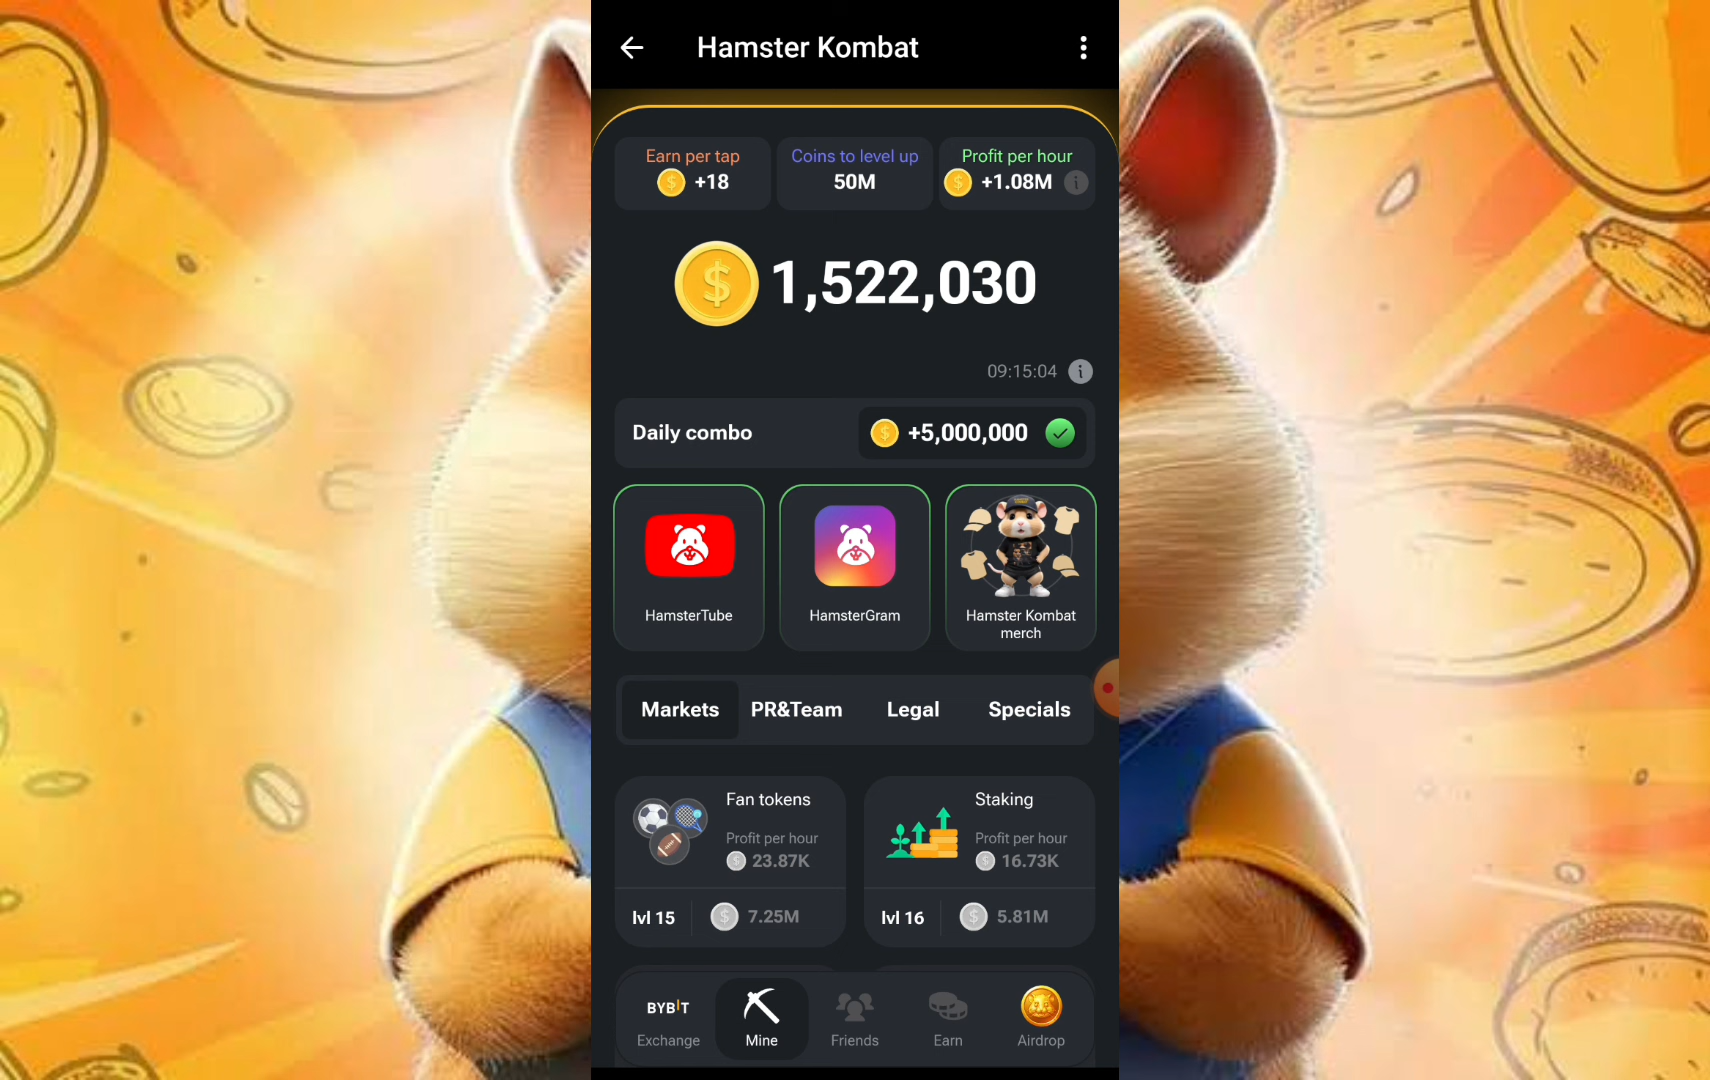 Hamster Kombat
Earn per tap
+18
Coins to level up
50M
Profit per hour
+1.08M
1,522,030
09:15:04
Daily combo
+5,000,000
HamsterTube
HamsterGram
Hamster Kombat
merch
Markets
PR&Team
Legal
Specials
Fan tokens
Profit per hour
23.87K
lvl 15
7.25M
Staking
Profit per hour
16.73K
lvl 16
5.81M
BYBIT
Exchange
Mine
Friends
Earn
Airdrop